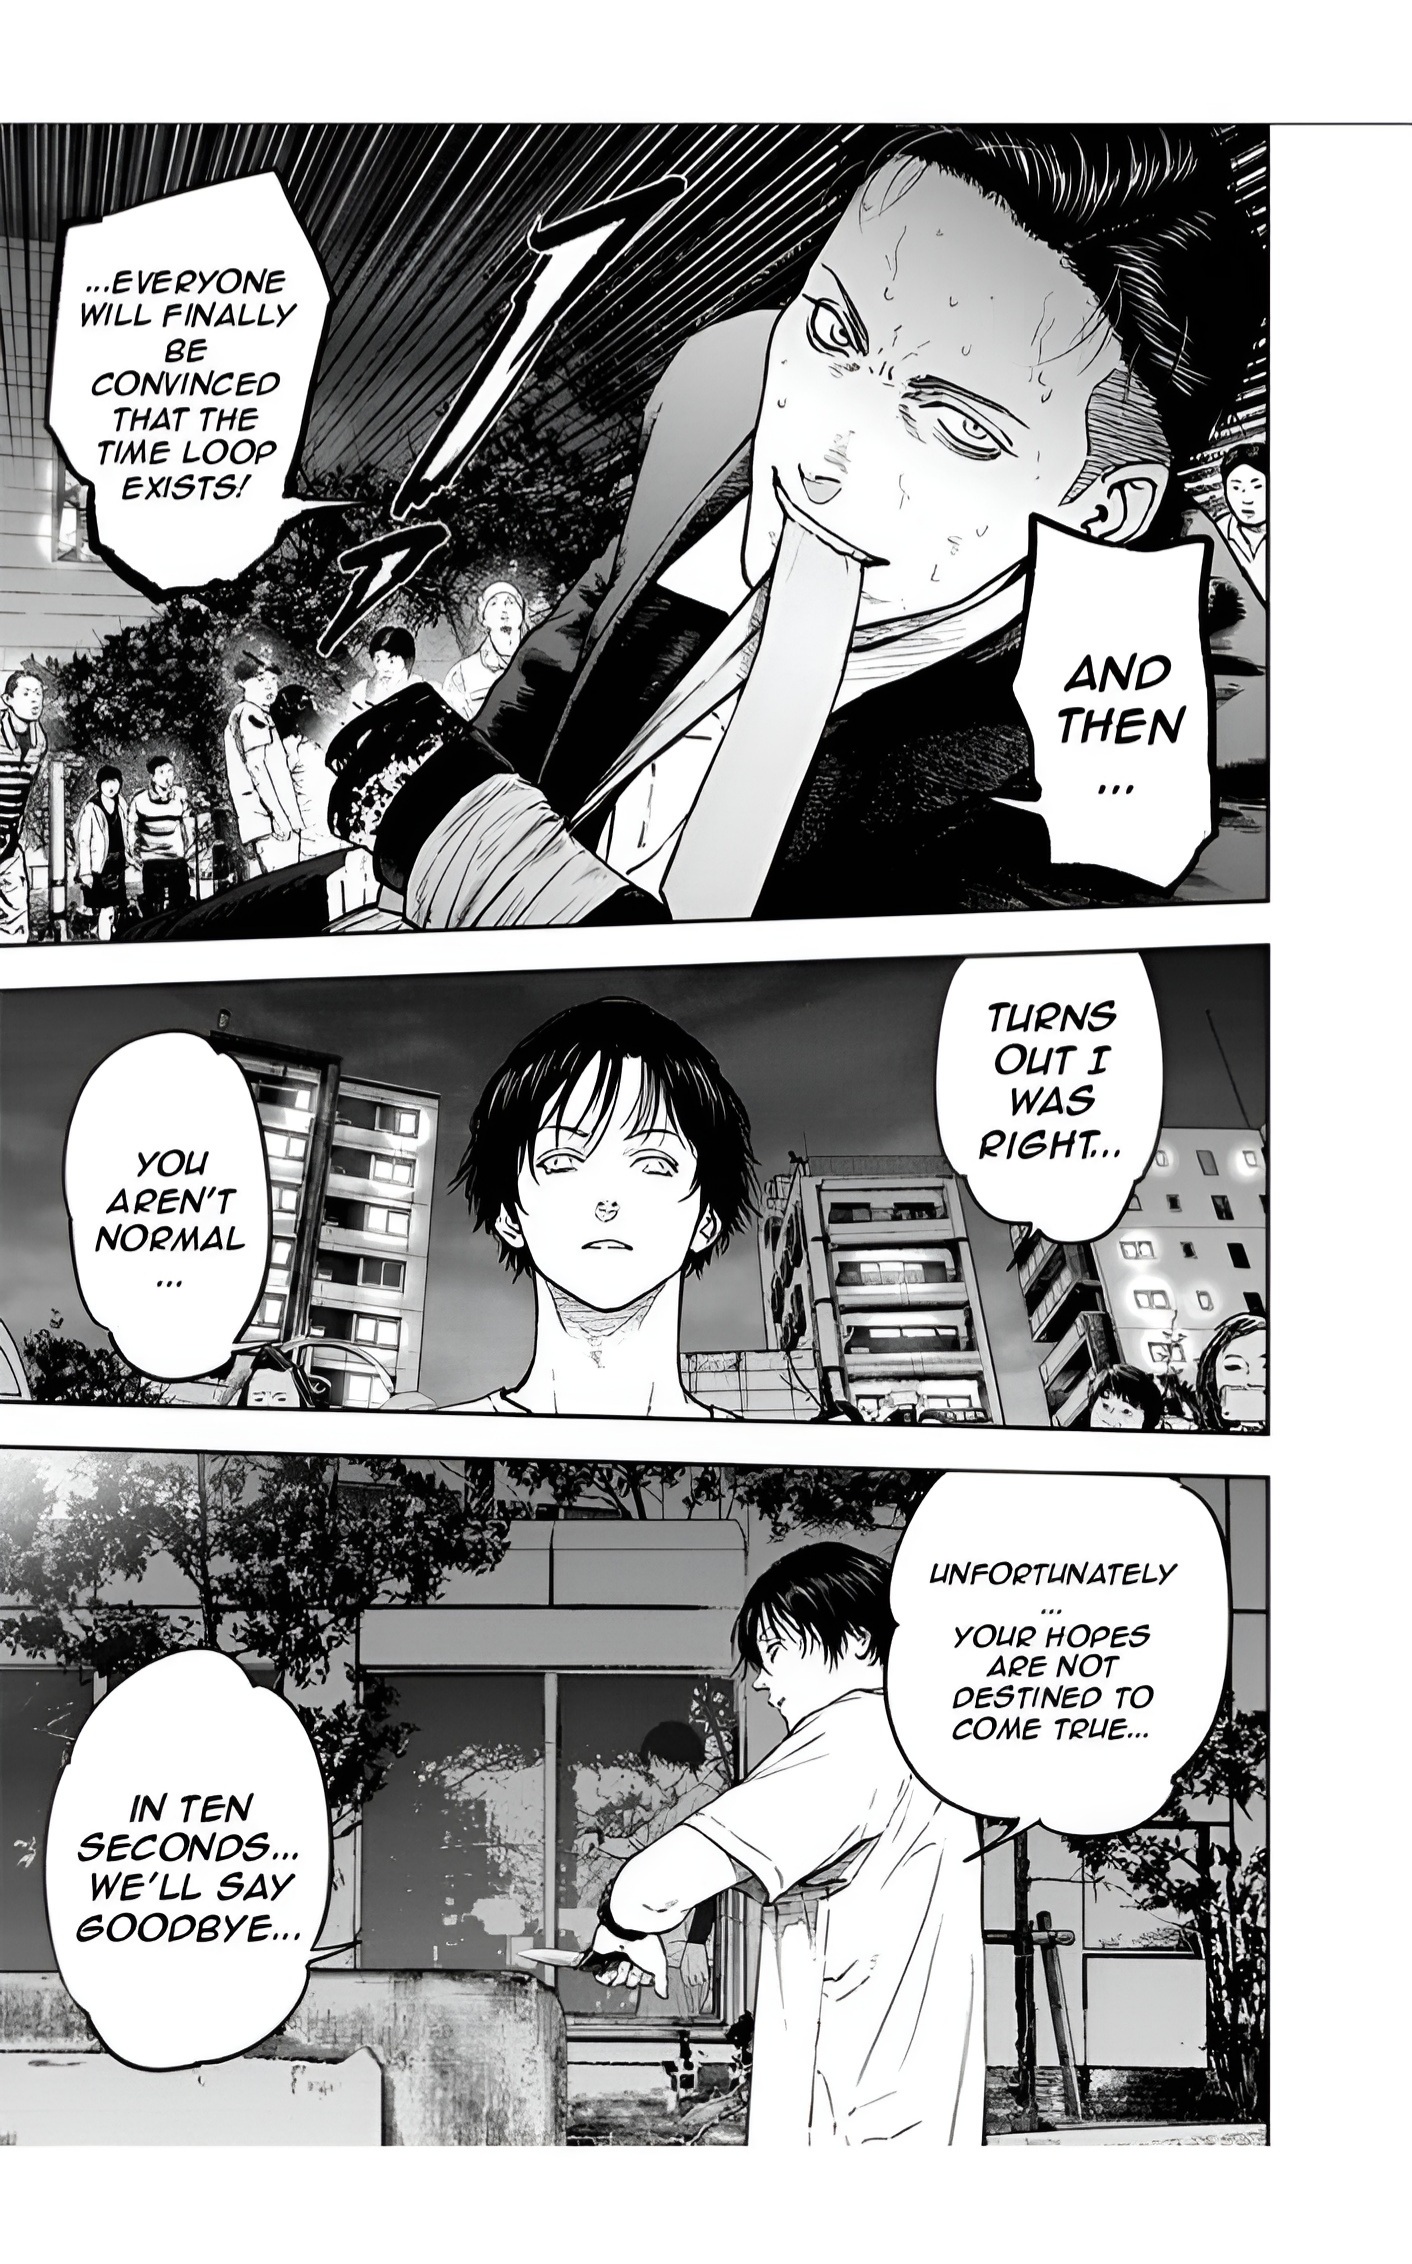 AND
THEN
...
...EVERYONE
WILL FINALLY
BE
CONVINCED
THAT THE
TIME LOOP
EXISTS!
TURNS
OUT I
WAS
RIGHT...
YOU
AREN'T
NORMAL
...
UNFORTUNATELY
...
YOUR HOPES
ARE NOT
DESTINED TO
COME TRUE...
IN TEN
SECONDS...
WE'LL SAY
GOODBYE...